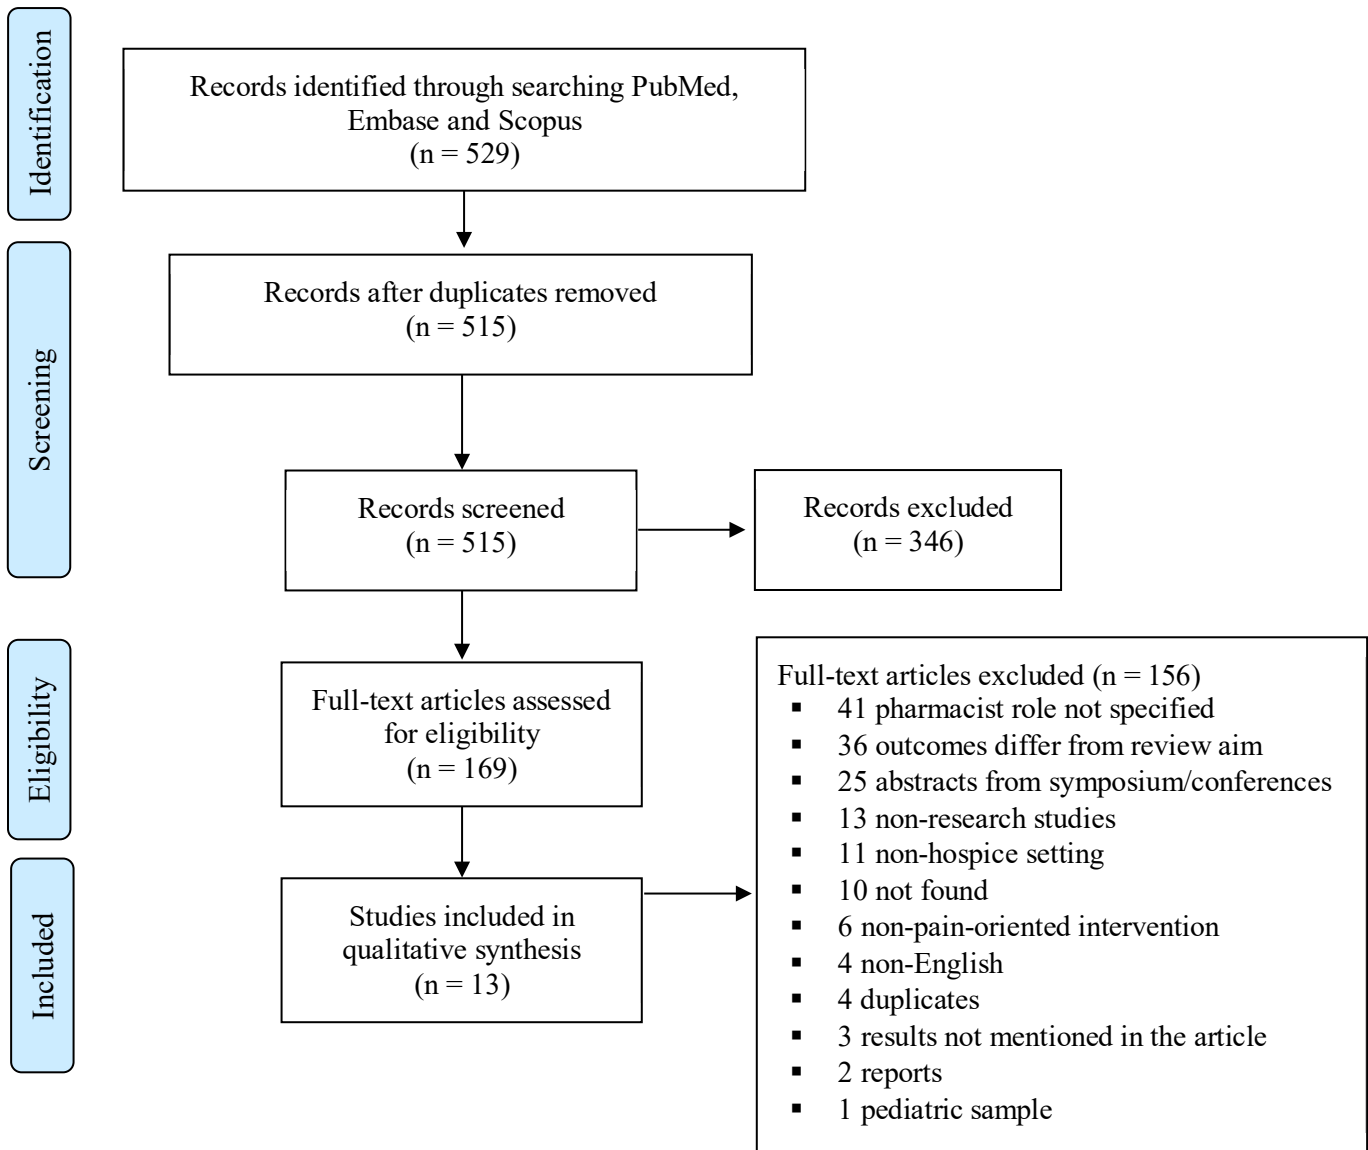 Identification
Records identified through searching PubMed,
Embase and Scopus
(n = 529)
Screening
Records after duplicates removed
(n = 515)
Records screened
(n = 515)
Records excluded
(n = 346)
Eligibility
Full-text articles assessed
for eligibility
(n = 169)
Full-text articles excluded (n = 156)
▪ 41 pharmacist role not specified
▪ 36 outcomes differ from review aim
▪ 25 abstracts from symposium/conferences
▪ 13 non-research studies
▪ 11 non-hospice setting
▪ 10 not found
▪ 6 non-pain-oriented intervention
▪ 4 non-English
▪ 4 duplicates
▪ 3 results not mentioned in the article
▪ 2 reports
▪ 1 pediatric sample
Included
Studies included in
qualitative synthesis
(n = 13)